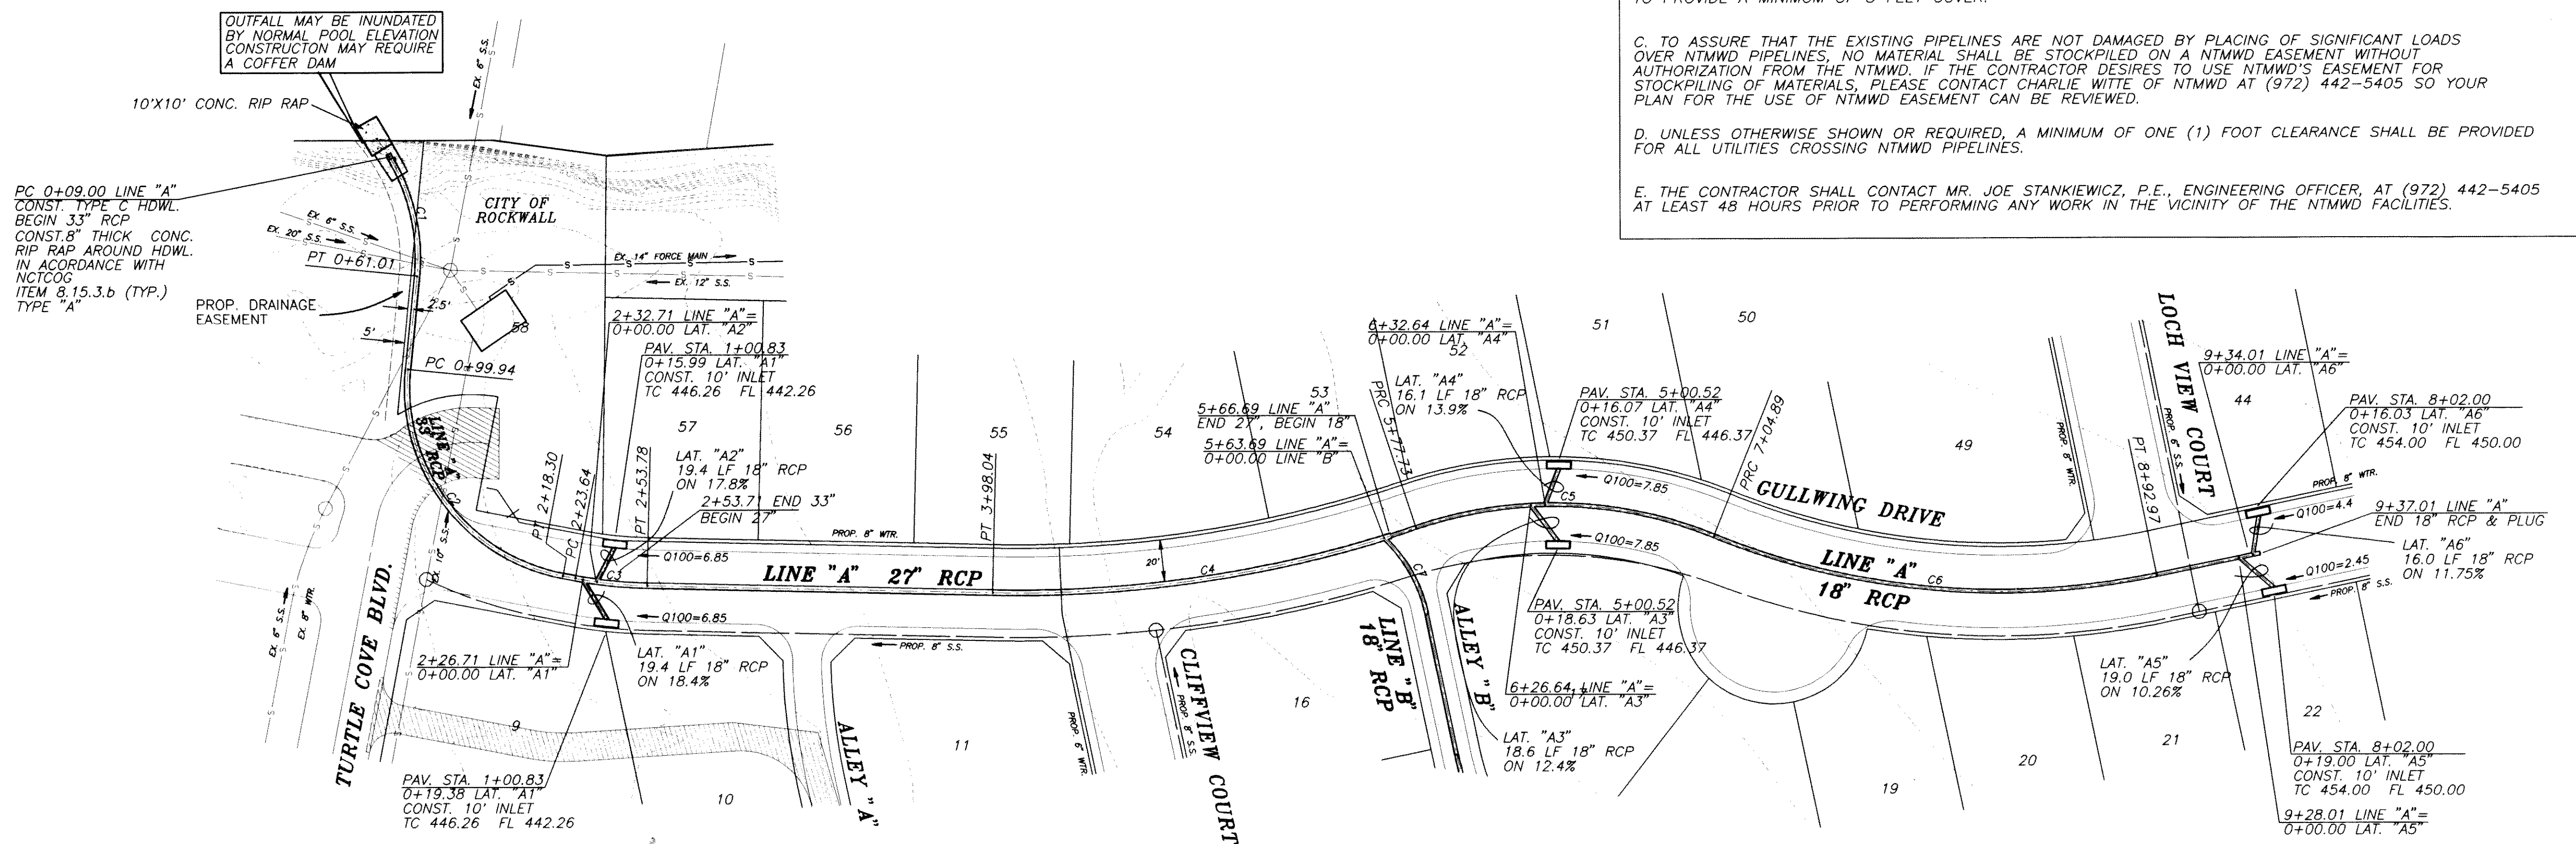 OUTFALL MAY BE INUNDATED
BY NORMAL POOL ELEVATION
CONSTRUCTON MAY REQUIRE
A COFFER DAM
10'X10' CONC. RIP RAP
PC 0+09.00 LINE "A"
CONST. TYPE C HDWL.
BEGIN 33" RCP
CONST.8" THICK CONC.
RIP RAP AROUND HDWL.
IN ACORDANCE WITH
NCTCOG
ITEM 8.15.3.b (TYP.)
TYPE "A"
EX. 6" S.S.
C1
CITY OF
ROCKWALL
EX. 6" S.S.
EX. 20" S.S.
PT 0+61.01
PROP. DRAINAGE
EASEMENT
2.5'
5'
PC 0+99.94
EX. 14" FORCE MAIN
EX. 12" S.S.
58
2+32.71 LINE "A"=
0+00.00 LAT. "A2"
PAV. STA. 1+00.83
0+15.99 LAT. "A1"
CONST. 10' INLET
TC 446.26 FL 442.26
57
LAT. "A2"
19.4 LF 18" RCP
ON 17.8%
2+53.71 END 33"
BEGIN 27"
LINE "A"
33" RCP
C2
PT 2+18.30
PC 2+23.64
PT 2+53.78
C3
Q100=6.85
Q100=6.85
EX. 10" S.S.
TURTLE COVE BLVD.
EX. 6" S.S.
EX. 8" WTR.
2+26.71 LINE "A"=
0+00.00 LAT. "A1"
LAT. "A1"
19.4 LF 18" RCP
ON 18.4%
9
PAV. STA. 1+00.83
0+19.38 LAT. "A1"
CONST. 10' INLET
TC 446.26 FL 442.26
10
ALLEY "A"
11
56
55
54
PT 3+98.04
PROP. 8" WTR.
LINE "A" 27" RCP
20'
C4
PROP. 8" S.S.
PROP. 6" WTR.
PROP. 8" S.S.
CLIFFVIEW COURT
16
53
5+66.69 LINE "A"
END 27", BEGIN 18"
5+63.69 LINE "A"=
0+00.00 LINE "B"
PRC 5+77.73
6+32.64 LINE "A"=
0+00.00 LAT. "A4"
52
LAT. "A4"
16.1 LF 18" RCP
ON 13.9%
51
50
PAV. STA. 5+00.52
0+16.07 LAT. "A4"
CONST. 10' INLET
TC 450.37 FL 446.37
C5
Q100=7.85
Q100=7.85
PRC 7+04.89
GULLWING DRIVE
C7
LINE "B"
18" RCP
ALLEY "B"
PAV. STA. 5+00.52
0+18.63 LAT. "A3"
CONST. 10' INLET
TC 450.37 FL 446.37
6+26.64 LINE "A"=
0+00.00 LAT. "A3"
LAT. "A3"
18.6 LF 18" RCP
ON 12.4%
LINE "A"
18" RCP
C6
49
PROP. 8" WTR.
PROP. 6" S.S.
LOCH VIEW COURT
PT 8+92.97
9+34.01 LINE "A"=
0+00.00 LAT. "A6"
44
PAV. STA. 8+02.00
0+16.03 LAT. "A6"
CONST. 10' INLET
TC 454.00 FL 450.00
PROP. 8" WTR.
Q100=4.4
9+37.01 LINE "A"
END 18" RCP & PLUG
LAT. "A6"
16.0 LF 18" RCP
ON 11.75%
Q100=2.45
PROP. 8" S.S.
LAT. "A5"
19.0 LF 18" RCP
ON 10.26%
22
21
20
19
PAV. STA. 8+02.00
0+19.00 LAT. "A5"
CONST. 10' INLET
TC 454.00 FL 450.00
9+28.01 LINE "A"=
0+00.00 LAT. "A5"
C. TO ASSURE THAT THE EXISTING PIPELINES ARE NOT DAMAGED BY PLACING OF SIGNIFICANT LOADS
OVER NTMWD PIPELINES, NO MATERIAL SHALL BE STOCKPILED ON A NTMWD EASEMENT WITHOUT
AUTHORIZATION FROM THE NTMWD. IF THE CONTRACTOR DESIRES TO USE NTMWD'S EASEMENT FOR
STOCKPILING OF MATERIALS, PLEASE CONTACT CHARLIE WITTE OF NTMWD AT (972) 442-5405 SO YOUR
PLAN FOR THE USE OF NTMWD EASEMENT CAN BE REVIEWED.
D. UNLESS OTHERWISE SHOWN OR REQUIRED, A MINIMUM OF ONE (1) FOOT CLEARANCE SHALL BE PROVIDED
FOR ALL UTILITIES CROSSING NTMWD PIPELINES.
E. THE CONTRACTOR SHALL CONTACT MR. JOE STANKIEWICZ, P.E., ENGINEERING OFFICER, AT (972) 442-5405
AT LEAST 48 HOURS PRIOR TO PERFORMING ANY WORK IN THE VICINITY OF THE NTMWD FACILITIES.